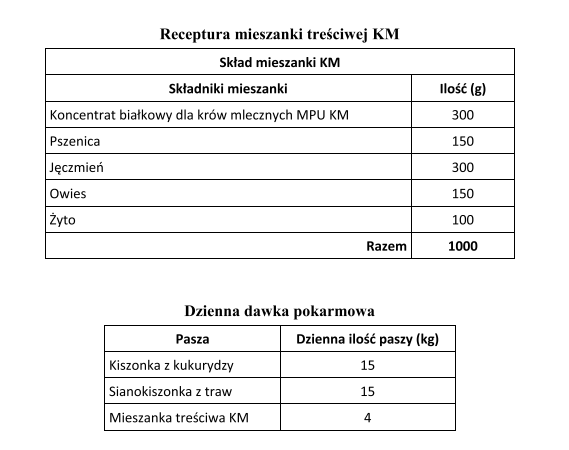 Receptura mieszanki treściwej KM
Skład mieszanki KM
Składniki mieszanki Ilość (g)
Koncentrat białkowy dla krów mlecznych MPU KM 300
Pszenica 150
Jęczmień 300
Owies 150
Żyto 100
Razem 1000
Dzienna dawka pokarmowa
Pasza Dzienna ilość paszy (kg)
Kiszonka z kukurydzy 15
Sianokiszonka z traw 15
Mieszanka treściwa KM 4